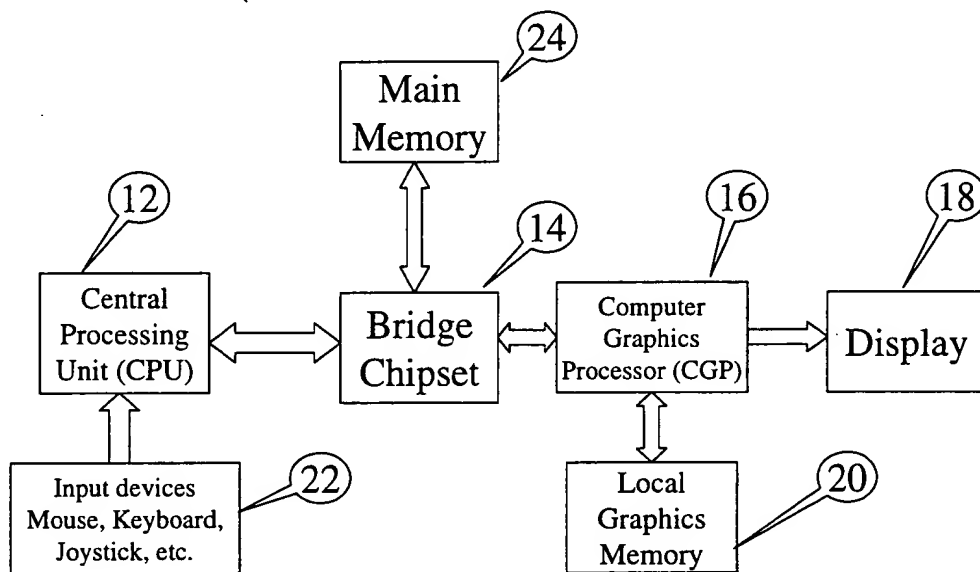 24
Main
Memory
12
14
16
18
Central
Processing
Unit (CPU)
Bridge
Chipset
Computer
Graphics
Processor (CGP)
Display
Input devices
Mouse, Keyboard,
Joystick, etc.
22
Local
Graphics
Memory
20